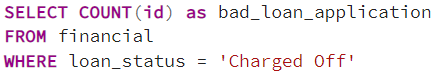 SELECT COUNT(id) as bad_loan_application
FROM financial
WHERE loan_status = 'Charged Off'